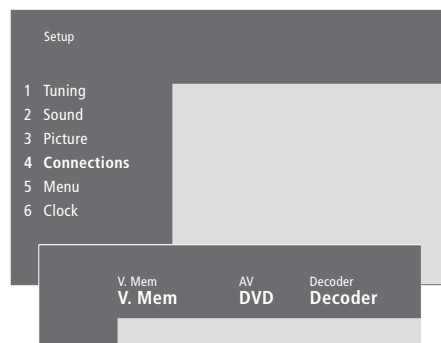 Setup
1 Tuning
2 Sound
3 Picture
4 Connections
5 Menu
6 Clock
V. Mem AV Decoder
V. Mem DVD Decoder